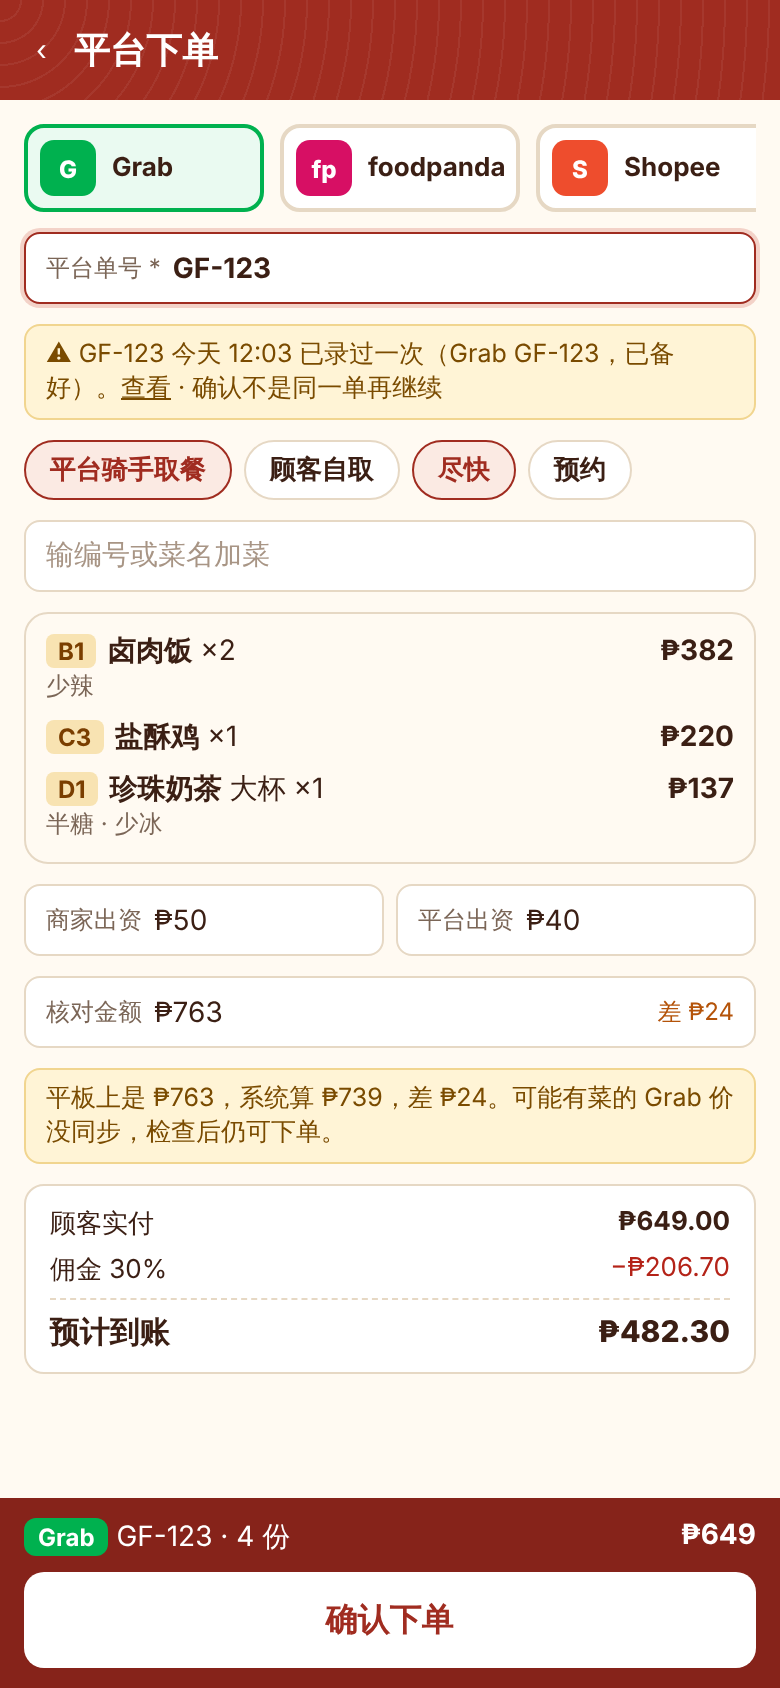 ‹ 平台下单
G Grab fp foodpanda S Shopee
平台单号 * GF-123
⚠ GF-123 今天 12:03 已录过一次（Grab GF-123，已备
好）。查看 · 确认不是同一单再继续
平台骑手取餐 顾客自取 尽快 预约
输编号或菜名加菜
B1 卤肉饭 ×2 ₱382
少辣
C3 盐酥鸡 ×1 ₱220
D1 珍珠奶茶 大杯 ×1 ₱137
半糖 · 少冰
商家出资 ₱50 平台出资 ₱40
核对金额 ₱763 差 ₱24
平板上是 ₱763，系统算 ₱739，差 ₱24。可能有菜的 Grab 价
没同步，检查后仍可下单。
顾客实付 ₱649.00
佣金 30% −₱206.70
预计到账 ₱482.30
Grab GF-123 · 4 份 ₱649
确认下单